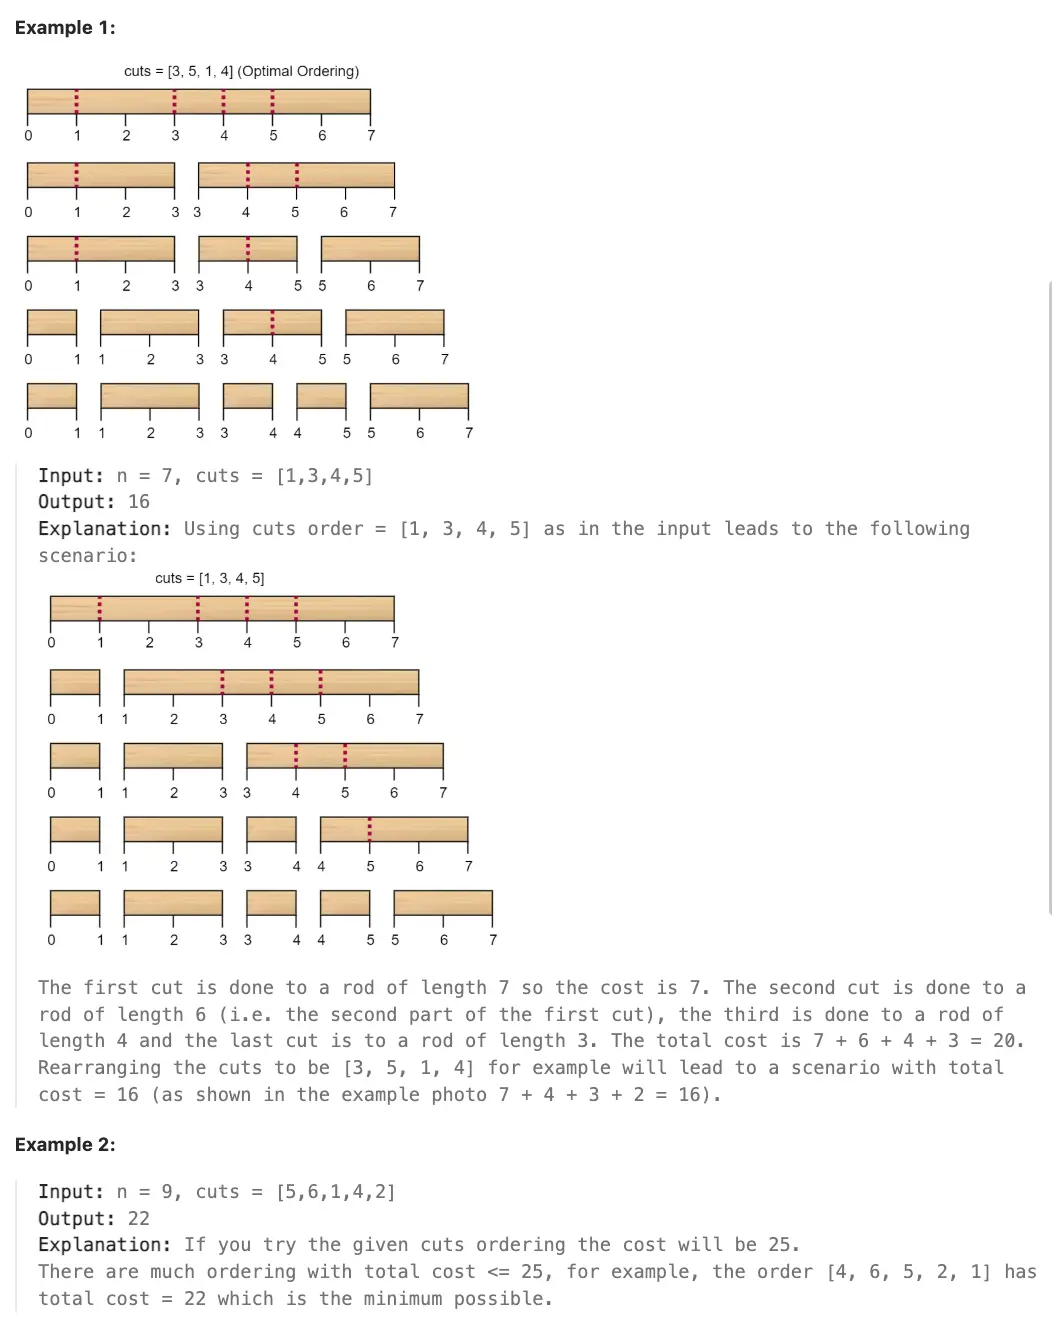 Example 1:
cuts = [3, 5, 1, 4] (Optimal Ordering)
0 1 2 3 4 5 6 7
0 1 2 3 3 4 5 6 7
0 1 2 3 3 4 5 5 6 7
0 1 1 2 3 3 4 5 5 6 7
0 1 1 2 3 3 4 4 5 5 6 7
Input: n = 7, cuts = [1,3,4,5]
Output: 16
Explanation: Using cuts order = [1, 3, 4, 5] as in the input leads to the following
scenario:
cuts = [1, 3, 4, 5]
0 1 2 3 4 5 6 7
0 1 1 2 3 4 5 6 7
0 1 1 2 3 3 4 5 6 7
0 1 1 2 3 3 4 4 5 6 7
0 1 1 2 3 3 4 4 5 5 6 7
The first cut is done to a rod of length 7 so the cost is 7. The second cut is done to a
rod of length 6 (i.e. the second part of the first cut), the third is done to a rod of
length 4 and the last cut is to a rod of length 3. The total cost is 7 + 6 + 4 + 3 = 20.
Rearranging the cuts to be [3, 5, 1, 4] for example will lead to a scenario with total
cost = 16 (as shown in the example photo 7 + 4 + 3 + 2 = 16).
Example 2:
Input: n = 9, cuts = [5,6,1,4,2]
Output: 22
Explanation: If you try the given cuts ordering the cost will be 25.
There are much ordering with total cost <= 25, for example, the order [4, 6, 5, 2, 1] has
total cost = 22 which is the minimum possible.